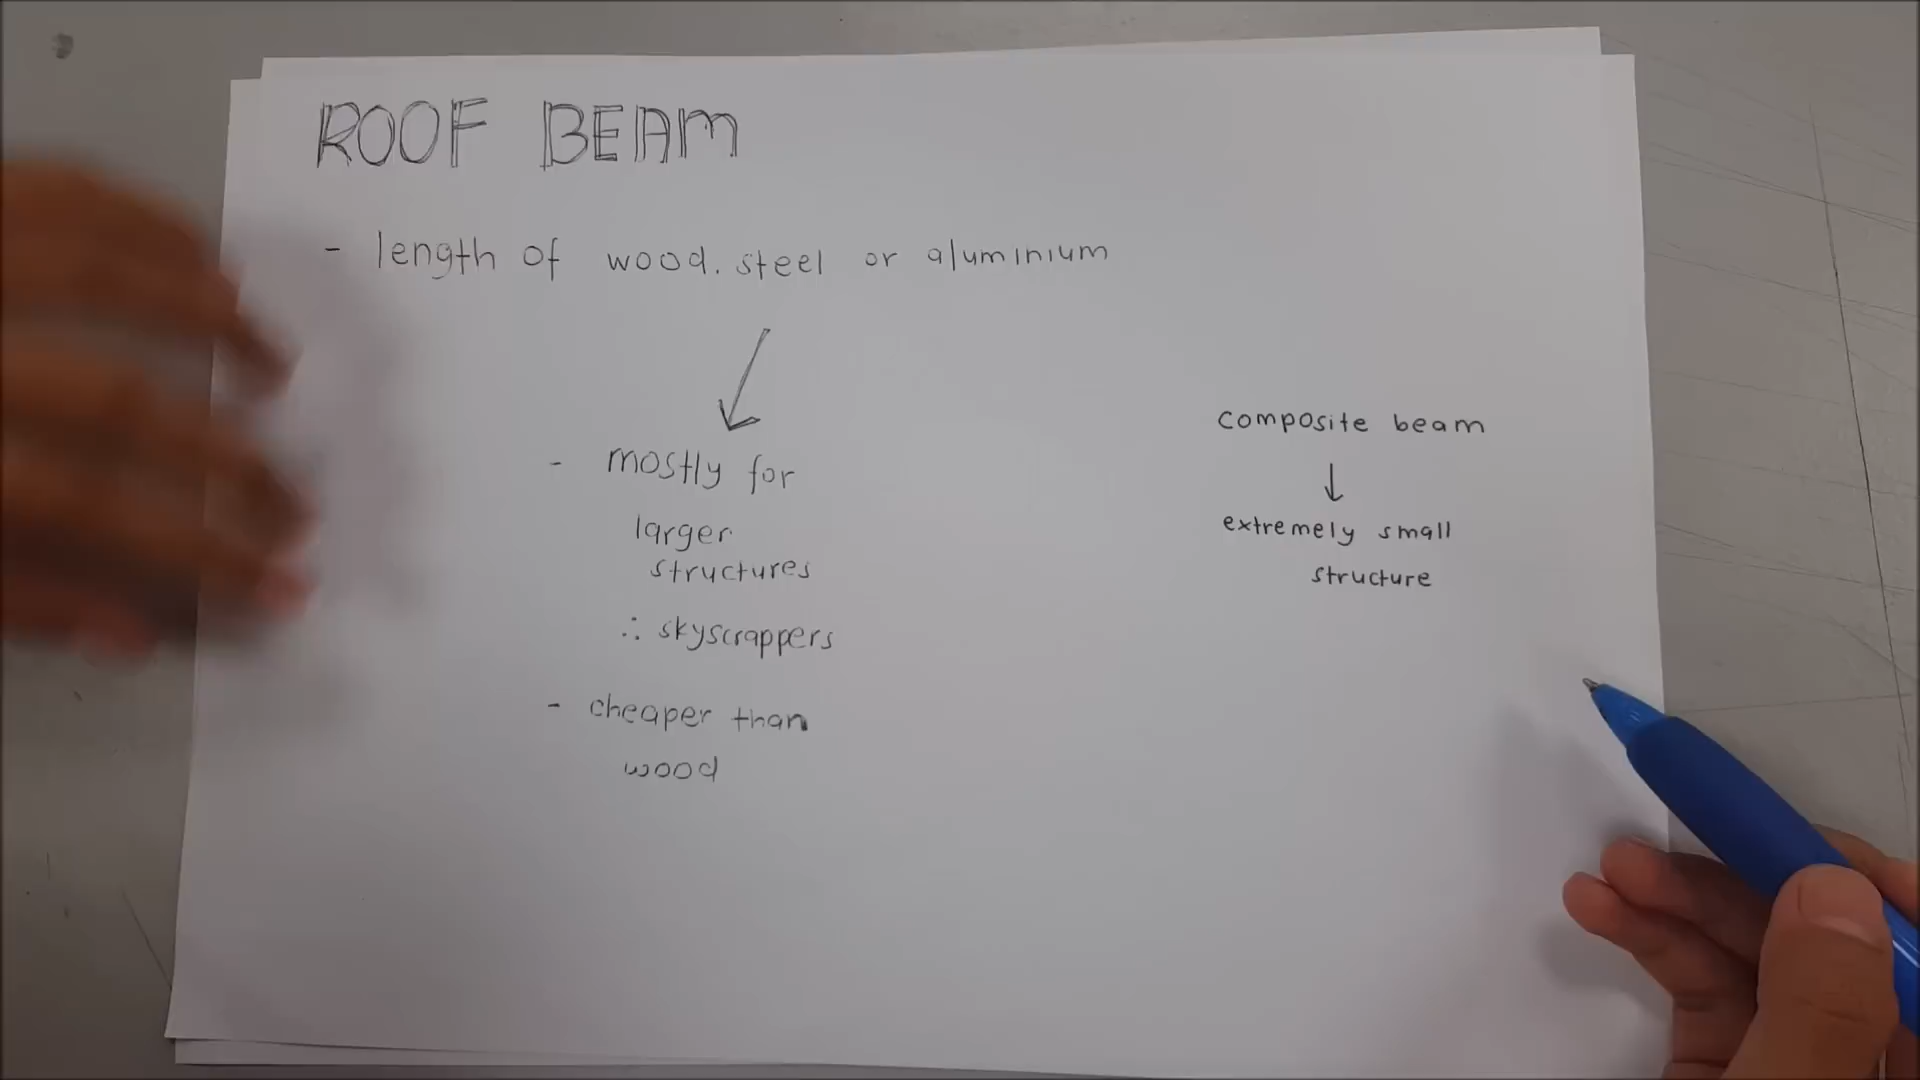 ROOF BEAM
- length of wood. steel or aluminium
- mostly for
larger
structures
∴ skyscrappers
- cheaper than
wood
composite beam
↓
extremely small
structure